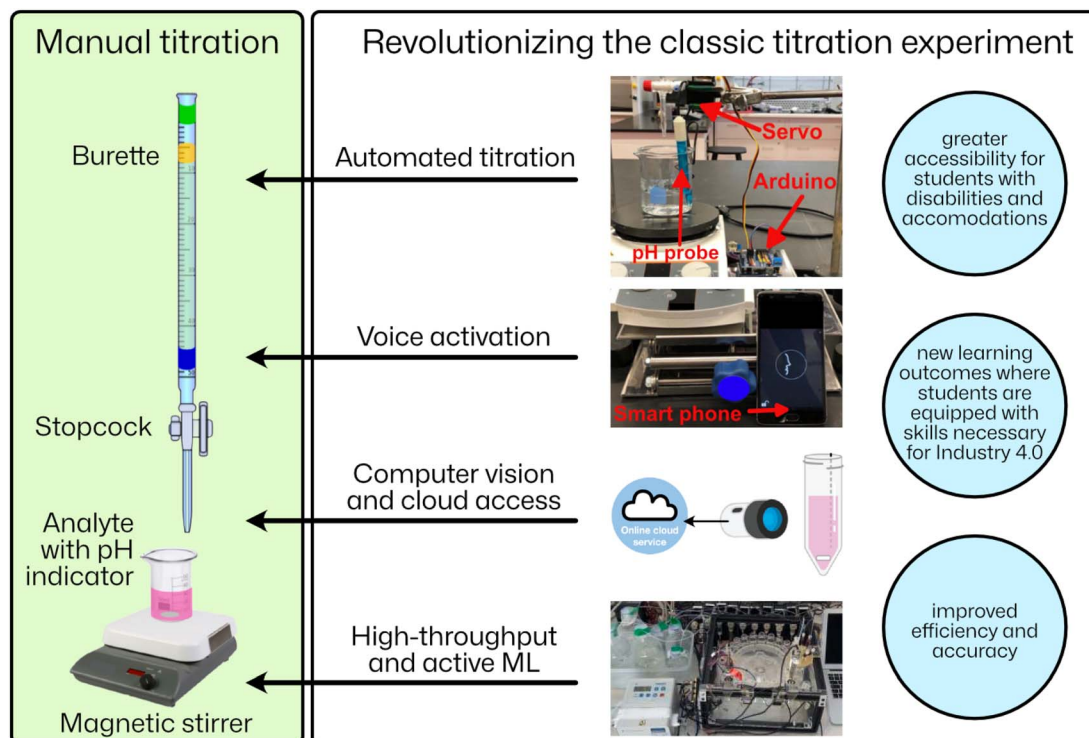 Manual titration
Burette
Stopcock
Analyte
with pH
indicator
Magnetic stirrer
Revolutionizing the classic titration experiment
Automated titration
Servo
Arduino
pH probe
greater
accessibility for
students with
disabilities and
accomodations
Voice activation
Smart phone
new learning
outcomes where
students are
equipped with
skills necessary
for Industry 4.0
Computer vision
and cloud access
Online cloud
service
High-throughput
and active ML
improved
efficiency and
accuracy